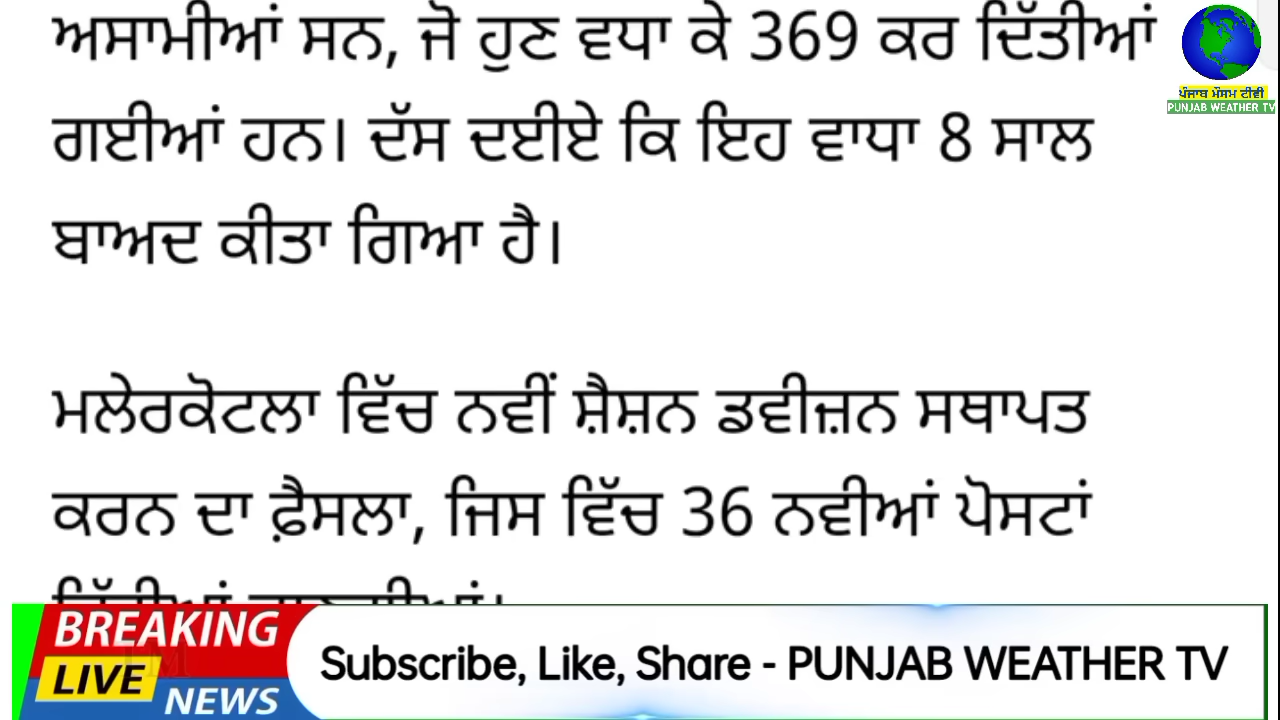 ਅਸਾਮੀਆਂ ਸਨ, ਜੋ ਹੁਣ ਵਧਾ ਕੇ 369 ਕਰ ਦਿੱਤੀਆਂ
ਗਈਆਂ ਹਨ। ਦੱਸ ਦਈਏ ਕਿ ਇਹ ਵਾਧਾ 8 ਸਾਲ
ਬਾਅਦ ਕੀਤਾ ਗਿਆ ਹੈ।
ਮਲੇਰਕੋਟਲਾ ਵਿੱਚ ਨਵੀਂ ਸ਼ੈਸ਼ਨ ਡਵੀਜ਼ਨ ਸਥਾਪਤ
ਕਰਨ ਦਾ ਫ਼ੈਸਲਾ, ਜਿਸ ਵਿੱਚ 36 ਨਵੀਆਂ ਪੋਸਟਾਂ
ਪੰਜਾਬ ਮੌਸਮ ਟੀਵੀ
PUNJAB WEATHER TV
BREAKING
LIVE
NEWS
Subscribe, Like, Share - PUNJAB WEATHER TV